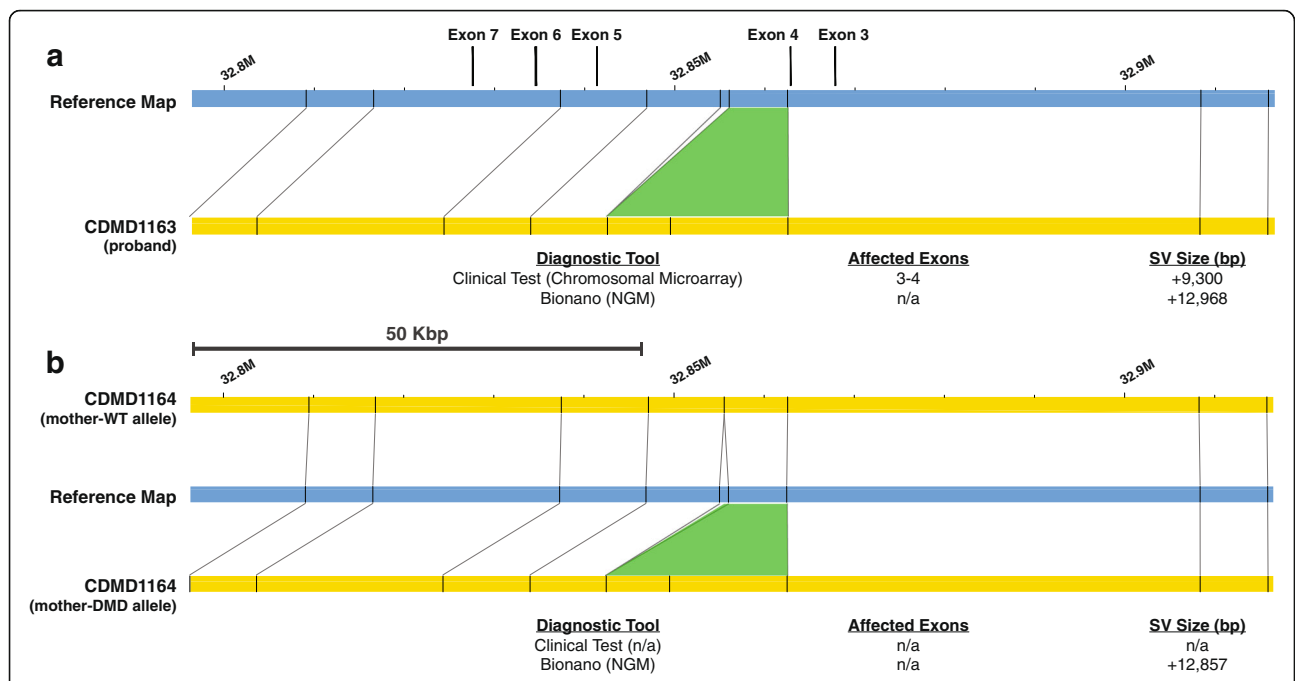 a
Exon 7 Exon 6 Exon 5 Exon 4 Exon 3
32.8M 32.85M 32.9M
Reference Map
CDMD1163
(proband)
Diagnostic Tool Affected Exons SV Size (bp)
Clinical Test (Chromosomal Microarray) 3-4 +9,300
Bionano (NGM) n/a +12,968
50 Kbp
b
32.8M 32.85M 32.9M
CDMD1164
(mother-WT allele)
Reference Map
CDMD1164
(mother-DMD allele)
Diagnostic Tool Affected Exons SV Size (bp)
Clinical Test (n/a) n/a n/a
Bionano (NGM) n/a +12,857